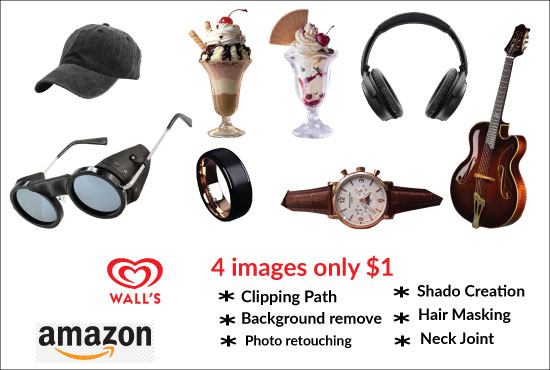 4 images only $1
WALL'S
* Clipping Path
* Shado Creation
* Background remove
* Hair Masking
* Photo retouching
* Neck Joint
amazon